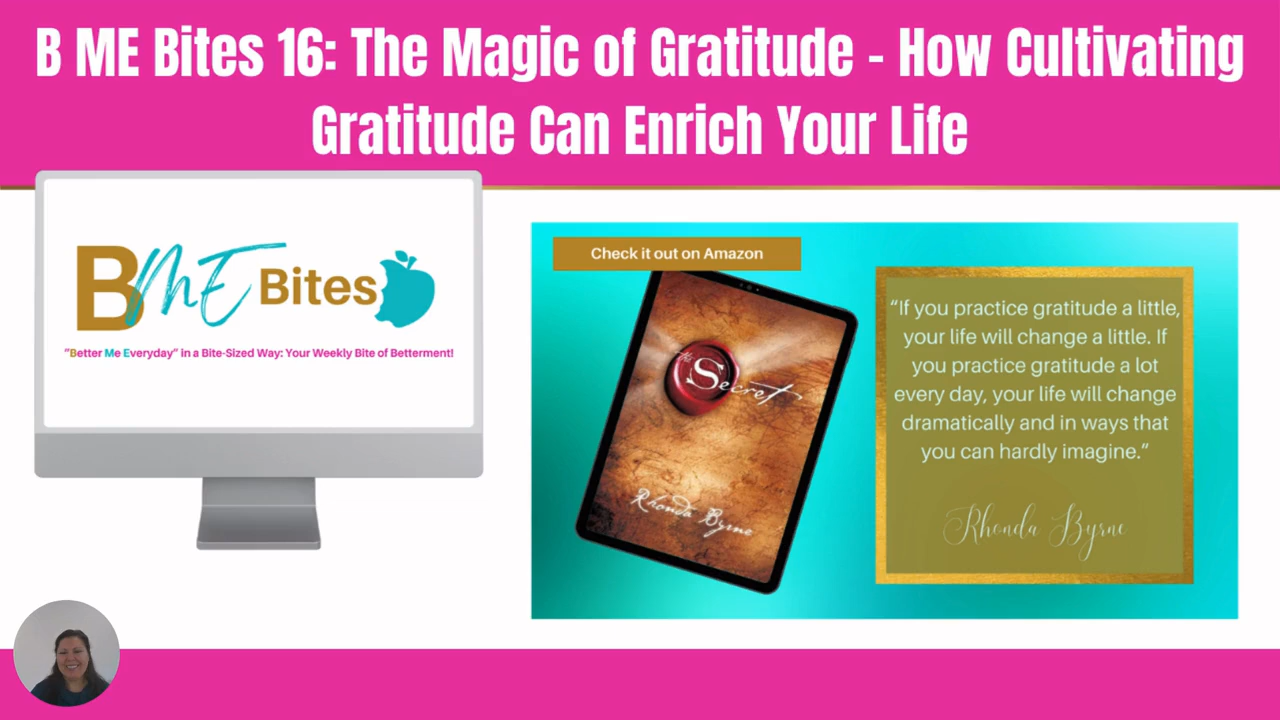 B ME Bites 16: The Magic of Gratitude - How Cultivating
Gratitude Can Enrich Your Life
B ME Bites
"Better Me Everyday" in a Bite-Sized Way: Your Weekly Bite of Betterment!
Check it out on Amazon
the Secret
Rhonda Byrne
“If you practice gratitude a little,
your life will change a little. If
you practice gratitude a lot
every day, your life will change
dramatically and in ways that
you can hardly imagine.”
Rhonda Byrne